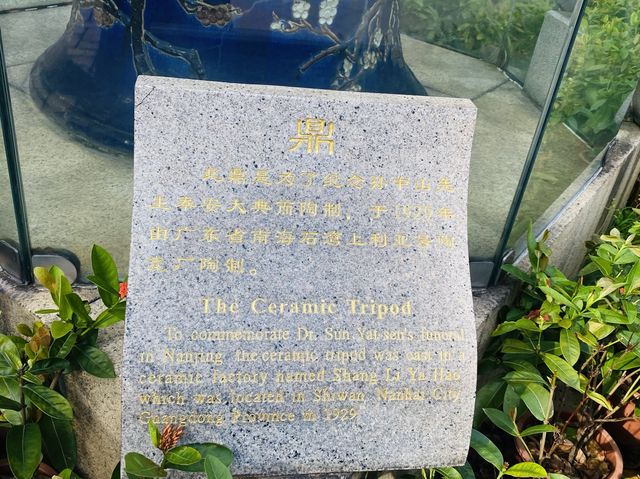 鼎
此鼎是为了纪念孙中山先
生奉安大典而陶制，于1929年
由广东省南海石湾上利亚蚝陶
瓷厂陶制。
The Ceramic Tripod
To commemorate Dr. Sun Yat-sen's funeral
in Nanjing, the ceramic tripod was cast in a
ceramic factory named Shang Li Ya Hao
which was located in Shiwan, Nanhai City,
Guangdong Province in 1929.